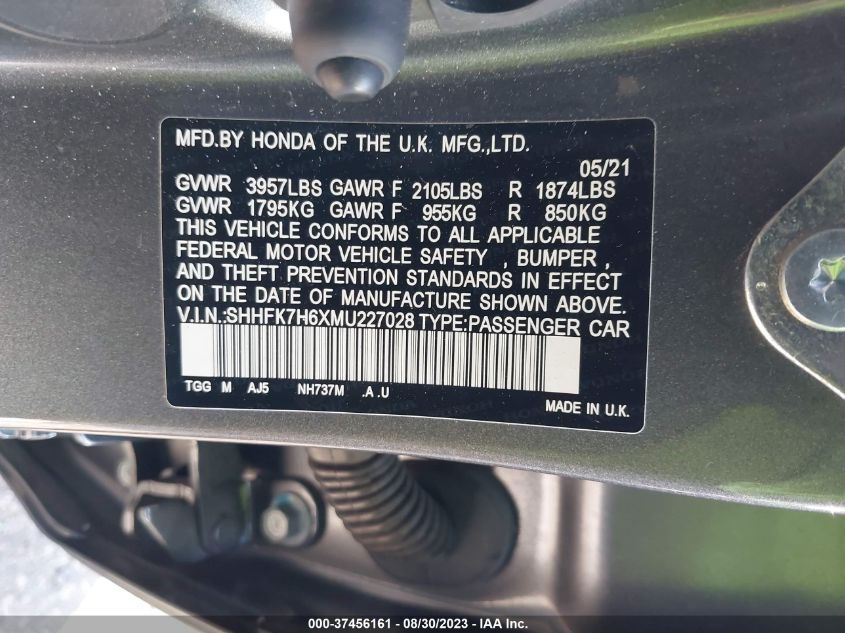 MFD.BY HONDA OF THE U.K. MFG.,LTD.
05/21
GVWR 3957LBS GAWR F 2105LBS R 1874LBS
GVWR 1795KG GAWR F 955KG R 850KG
THIS VEHICLE CONFORMS TO ALL APPLICABLE
FEDERAL MOTOR VEHICLE SAFETY , BUMPER ,
AND THEFT PREVENTION STANDARDS IN EFFECT
ON THE DATE OF MANUFACTURE SHOWN ABOVE.
V.I.N.:SHHFK7H6XMU227028 TYPE:PASSENGER CAR
TGG M AJ5 NH737M .A .U
MADE IN U.K.
000-37456161 | 08/30/2023 | IAA Inc.